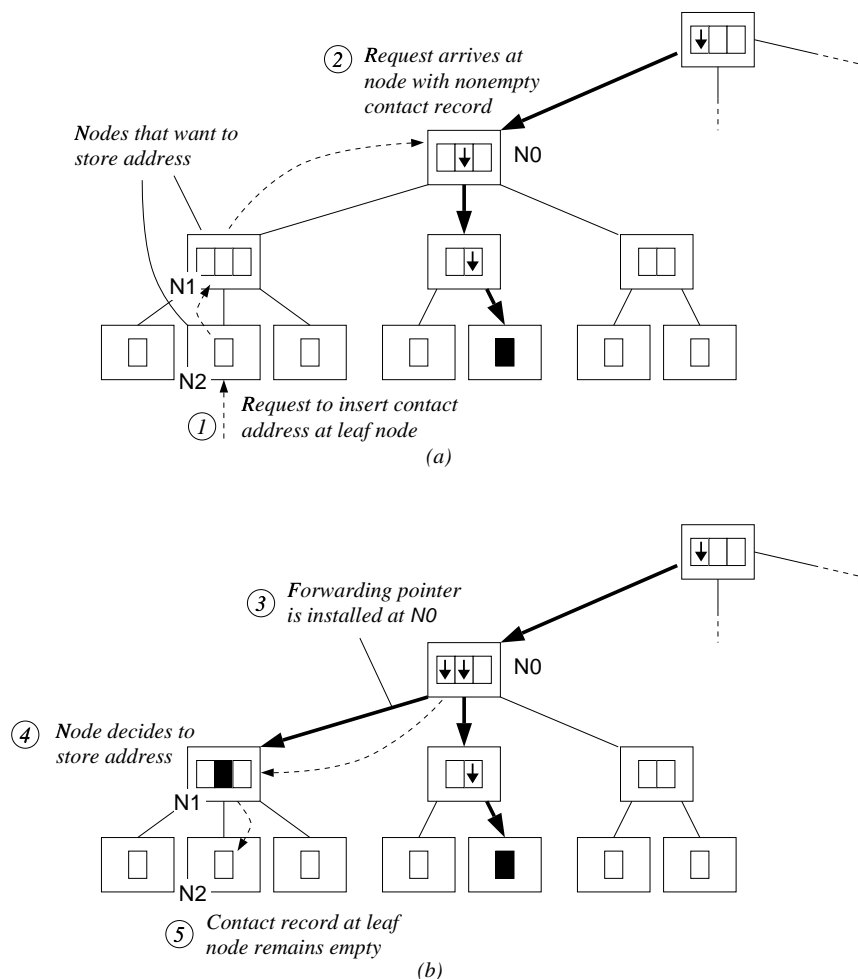 2 Request arrives at
node with nonempty
contact record
Nodes that want to
store address
N0
N1
N2
1 Request to insert contact
address at leaf node
(a)
3 Forwarding pointer
is installed at N0
N0
4 Node decides to
store address
N1
N2
5 Contact record at leaf
node remains empty
(b)